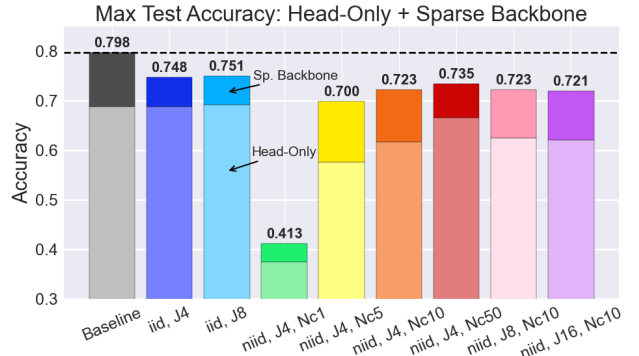 Max Test Accuracy: Head-Only + Sparse Backbone
Accuracy
0.8
0.7
0.6
0.5
0.4
0.3
0.798
0.748
0.751
0.413
0.700
0.723
0.735
0.723
0.721
Sp. Backbone
Head-Only
Baseline
iid, J4
iid, J8
niid, J4, Nc1
niid, J4, Nc5
niid, J4, Nc10
niid, J4, Nc50
niid, J8, Nc10
niid, J16, Nc10